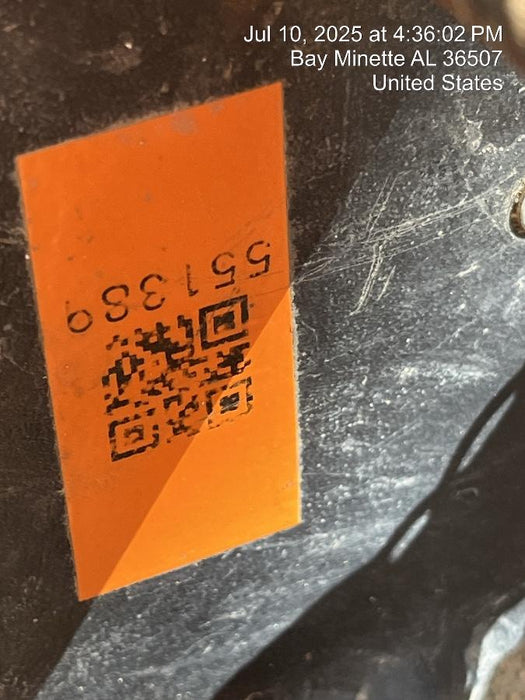 Jul 10, 2025 at 4:36:02 PM
Bay Minette AL 36507
United States
551389